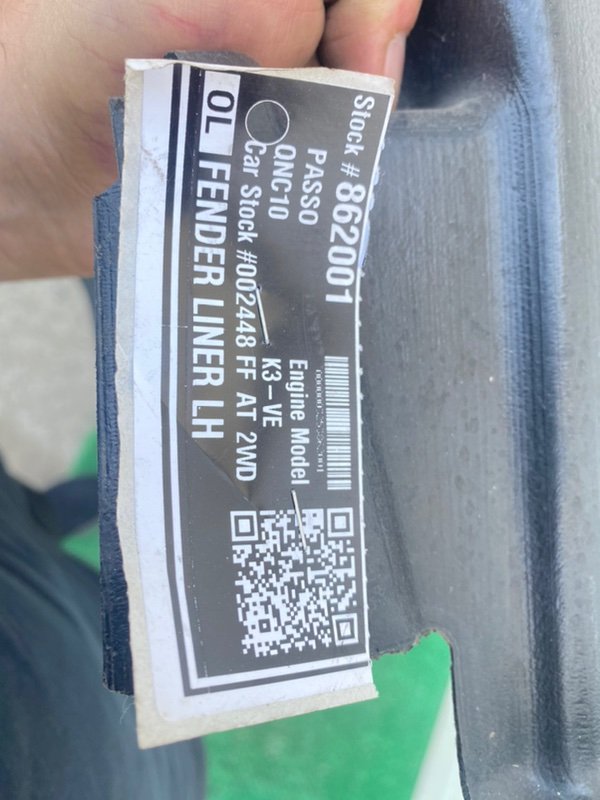 Stock # 862001
PASSO
QNC10
Engine Model
K3-VE
Car Stock #002448 FF AT 2WD
OL FENDER LINER LH